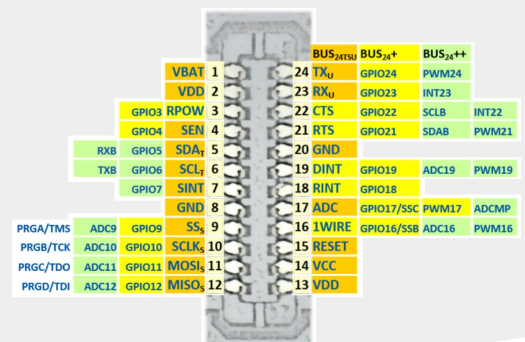 BUS24TSU BUS24+ BUS24++
VBAT 1 24 TXU GPIO24 PWM24
VDD 2 23 RXU GPIO23 INT23
GPIO3 RPOW 3 22 CTS GPIO22 SCLB INT22
GPIO4 SEN 4 21 RTS GPIO21 SDAB PWM21
RXB GPIO5 SDAT 5 20 GND
TXB GPIO6 SCLT 6 19 DINT GPIO19 ADC19 PWM19
GPIO7 SINT 7 18 RINT GPIO18
GND 8 17 ADC GPIO17/SSC PWM17 ADCMP
PRGA/TMS ADC9 GPIO9 SSS 9 16 1WIRE GPIO16/SSB ADC16 PWM16
PRGB/TCK ADC10 GPIO10 SCLKS 10 15 RESET
PRGC/TDO ADC11 GPIO11 MOSIS 11 14 VCC
PRGD/TDI ADC12 GPIO12 MISOS 12 13 VDD